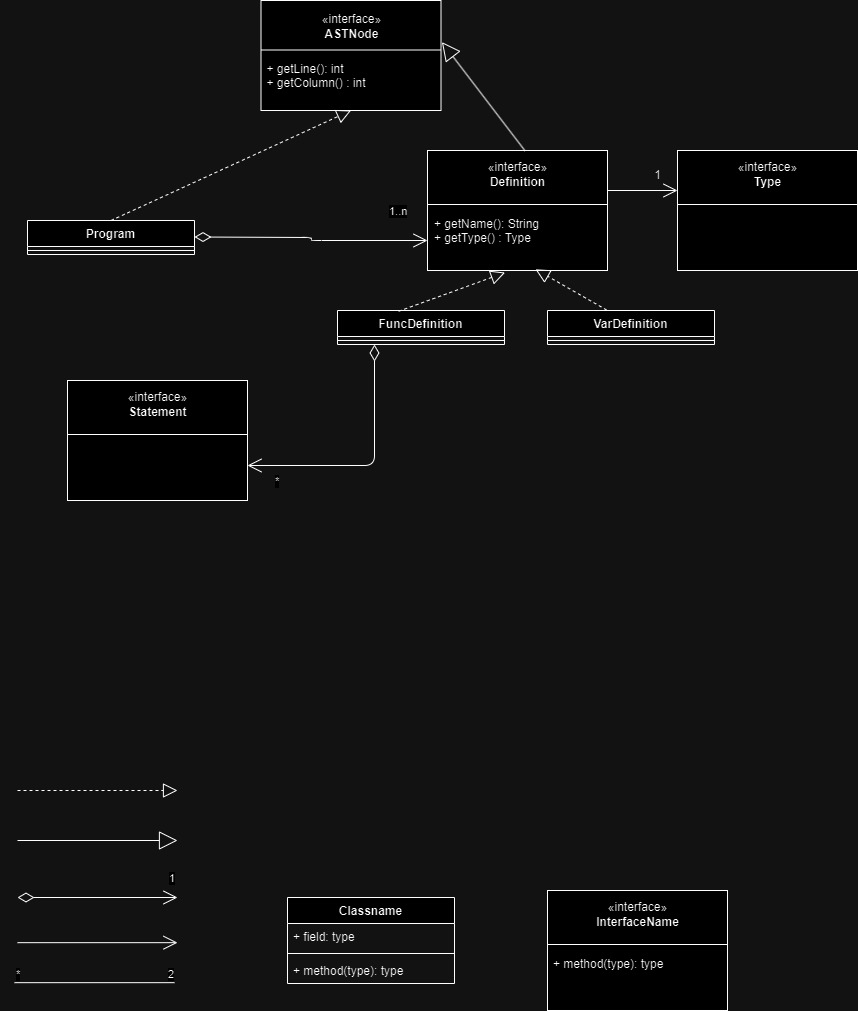 «interface»
ASTNode
+ getLine(): int
+ getColumn() : int
«interface»
Definition
+ getName(): String
+ getType() : Type
1
«interface»
Type
1..n
Program
FuncDefinition
VarDefinition
«interface»
Statement
*
1
*
2
Classname
+ field: type
+ method(type): type
«interface»
InterfaceName
+ method(type): type